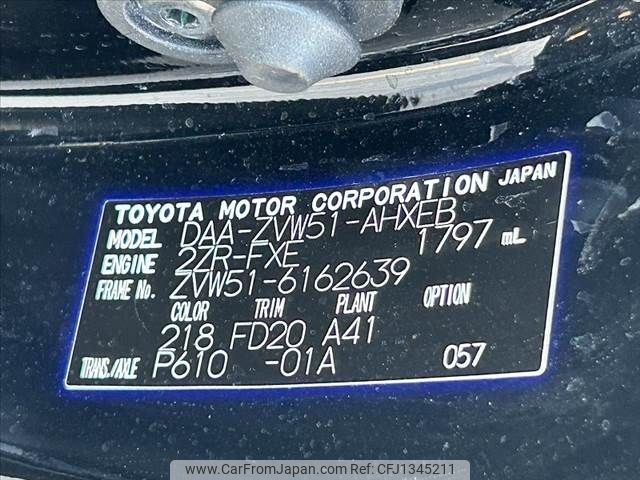 TOYOTA MOTOR CORPORATION JAPAN
MODEL DAA-ZVW51-AHXEB
ENGINE 2ZR-FXE 1797 mL
FRAME No. ZVW51-6162639
COLOR TRIM PLANT OPTION
218 FD20 A41
TRANS./AXLE P610 -01A 057
www.CarFromJapan.com | Ref:CFJ1345211